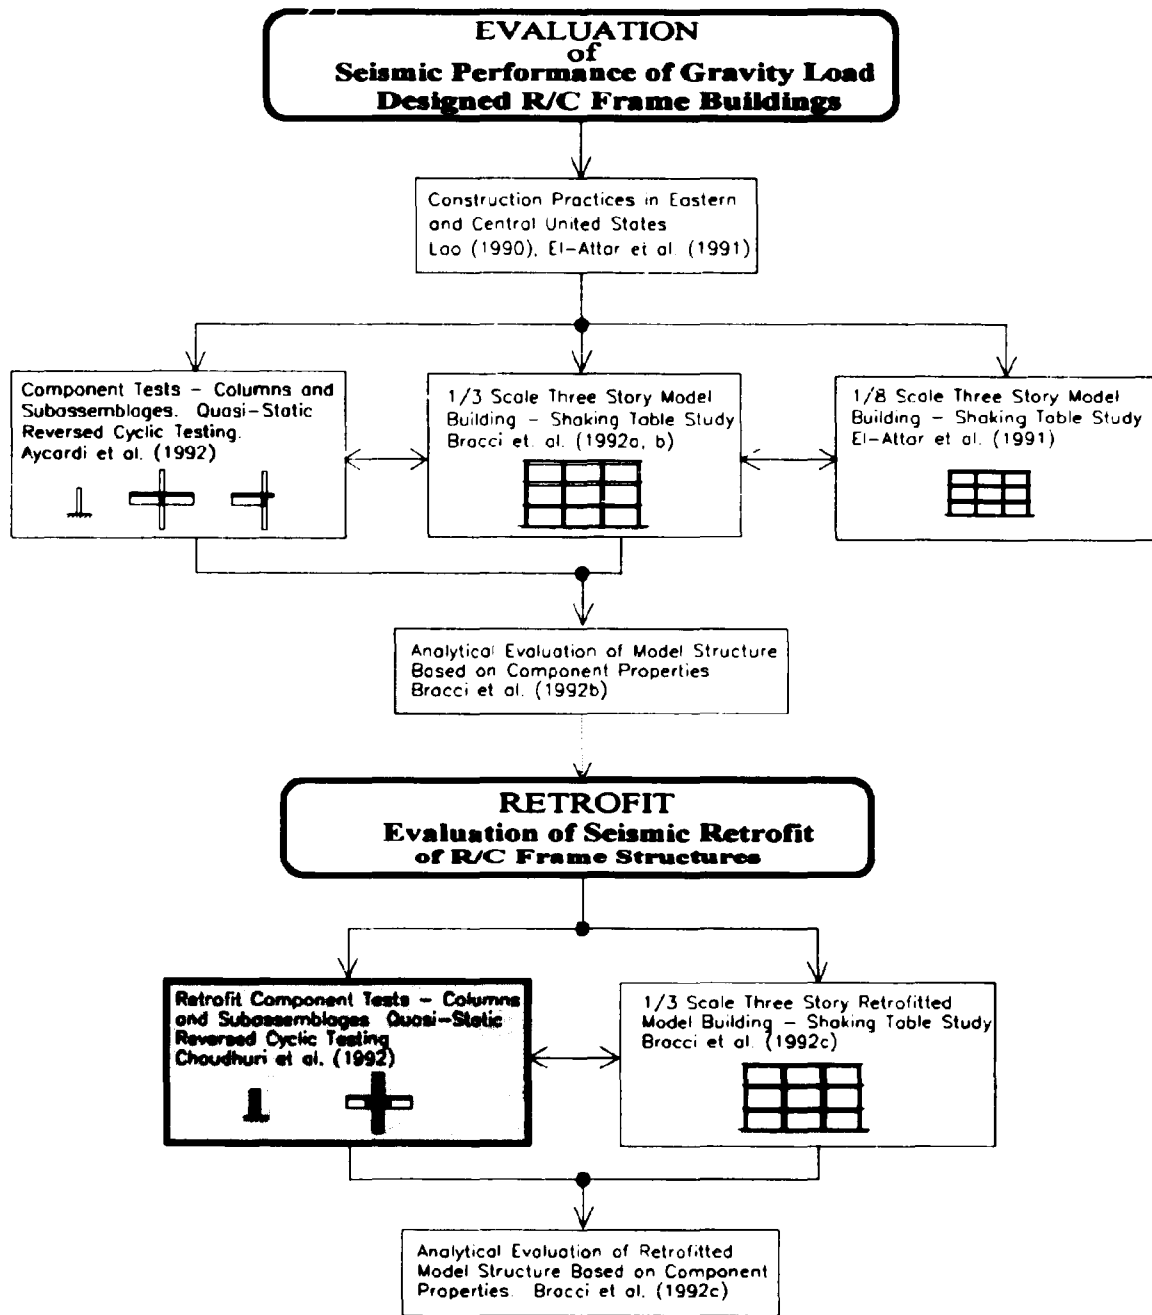 EVALUATION
of
Seismic Performance of Gravity Load
Designed R/C Frame Buildings
Construction Practices in Eastern
and Central United States
Lao (1990), El-Attar et al. (1991)
Component Tests - Columns and
Subassemblages. Quasi-Static
Reversed Cyclic Testing.
Aycardi et al. (1992)
1/3 Scale Three Story Model
Building - Shaking Table Study
Bracci et. al. (1992a, b)
1/8 Scale Three Story Model
Building - Shaking Table Study
El-Attar et al. (1991)
Analytical Evaluation of Model Structure
Based on Component Properties
Bracci et al. (1992b)
RETROFIT
Evaluation of Seismic Retrofit
of R/C Frame Structures
Retrofit Component Tests - Columns
and Subassemblages Quasi-Static
Reversed Cyclic Testing
Choudhuri et al. (1992)
1/3 Scale Three Story Retrofitted
Model Building - Shaking Table Study
Bracci et al. (1992c)
Analytical Evaluation of Retrofitted
Model Structure Based on Component
Properties. Bracci et al. (1992c)